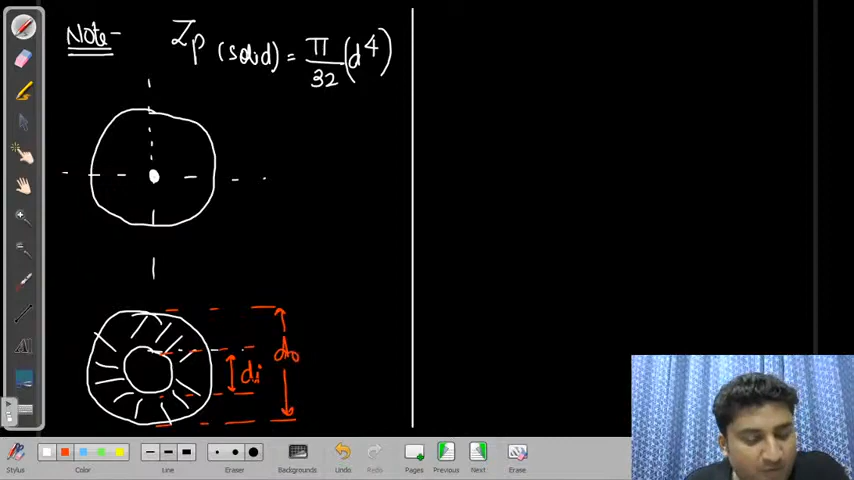 Note- Zp (solid) = π/32 (d⁴)
do
di
Stylus Color Line Eraser Backgrounds Undo Redo Pages Previous Next Erase